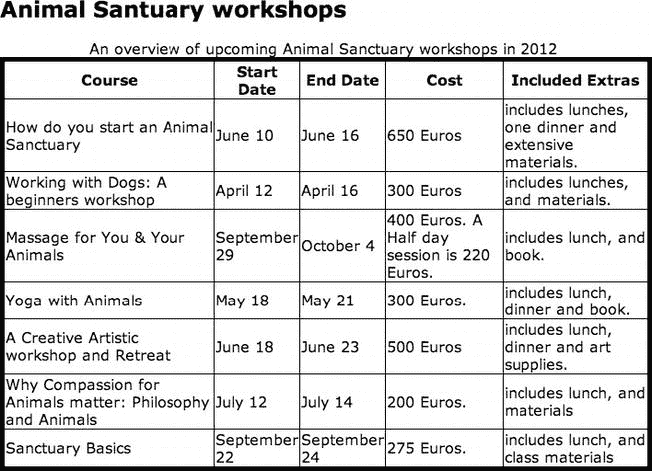 Animal Santuary workshops
An overview of upcoming Animal Sanctuary workshops in 2012
Course
Start
Date
End Date
Cost
Included Extras
How do you start an Animal
Sanctuary
June 10
June 16
650 Euros
includes lunches,
one dinner and
extensive
materials.
Working with Dogs: A
beginners workshop
April 12
April 16
300 Euros
includes lunches,
and materials.
Massage for You & Your
Animals
September
29
October 4
400 Euros. A
Half day
session is 220
Euros.
includes lunch, and
book.
Yoga with Animals
May 18
May 21
300 Euros.
includes lunch,
dinner and book.
A Creative Artistic
workshop and Retreat
June 18
June 23
500 Euros
includes lunch,
dinner and art
supplies.
Why Compassion for
Animals matter: Philosophy
and Animals
July 12
July 14
200 Euros.
includes lunch, and
materials
Sanctuary Basics
September
22
September
24
275 Euros.
includes lunch, and
class materials